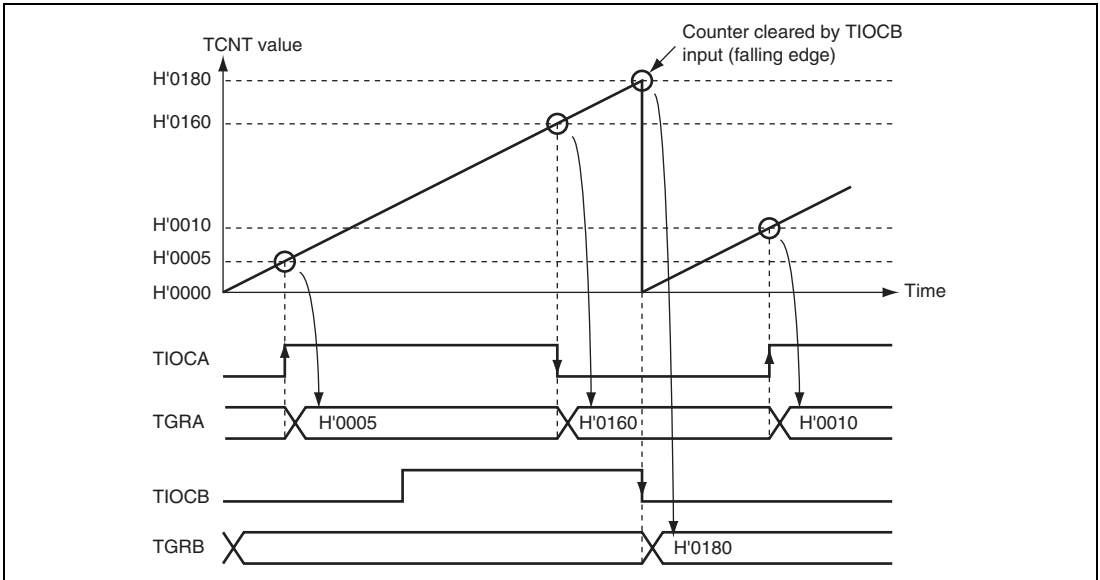 Counter cleared by TIOCB
input (falling edge)
TCNT value
H'0180
H'0160
H'0010
H'0005
H'0000
Time
TIOCA
TGRA
H'0005
H'0160
H'0010
TIOCB
TGRB
H'0180